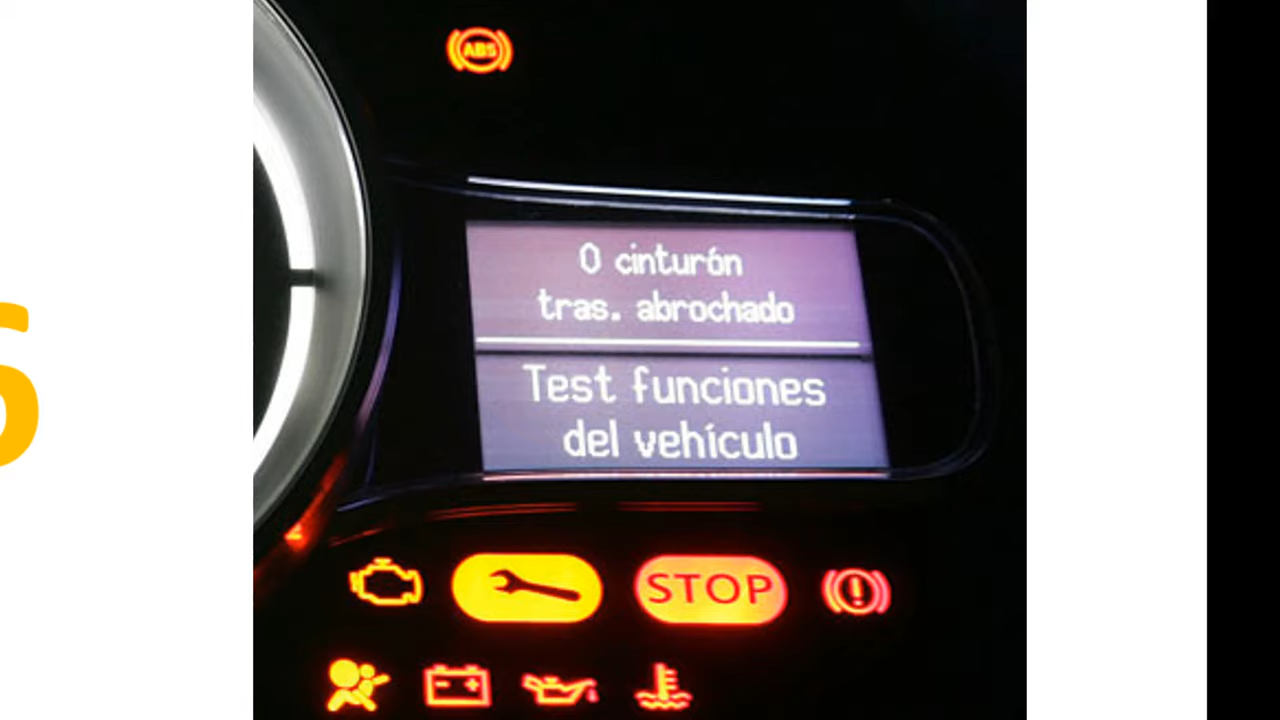 ABS
0 cinturón
tras. abrochado
Test funciones
del vehículo
STOP